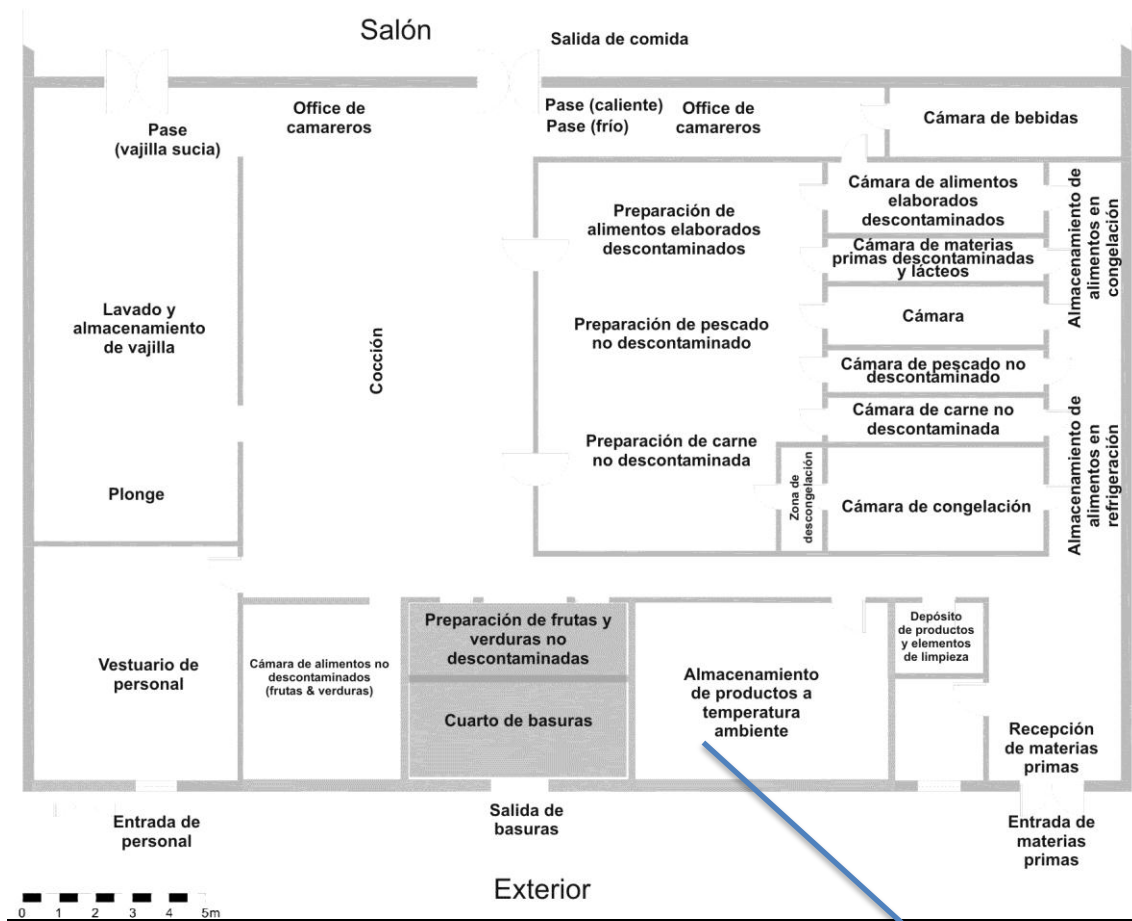 Salón
Salida de comida
Pase
(vajilla sucia)
Office de
camareros
Pase (caliente)
Pase (frío)
Office de
camareros
Cámara de bebidas
Preparación de
alimentos elaborados
descontaminados
Cámara de alimentos
elaborados
descontaminados
Cámara de materias
primas descontaminadas
y lácteos
Almacenamiento de
alimentos en
congelación
Lavado y
almacenamiento
de vajilla
Cocción
Preparación de pescado
no descontaminado
Cámara
Cámara de pescado no
descontaminado
Cámara de carne no
descontaminada
Preparación de carne
no descontaminada
Almacenamiento de
alimentos en
refrigeración
Plonge
Zona de
descongelación
Cámara de congelación
Vestuario de
personal
Cámara de alimentos no
descontaminados
(frutas & verduras)
Preparación de frutas y
verduras no
descontaminadas
Cuarto de basuras
Almacenamiento
de productos a
temperatura
ambiente
Depósito
de productos
y elementos
de limpieza
Recepción
de materias
primas
Entrada de
personal
Salida de
basuras
Entrada de
materias
primas
Exterior
0 1 2 3 4 5m